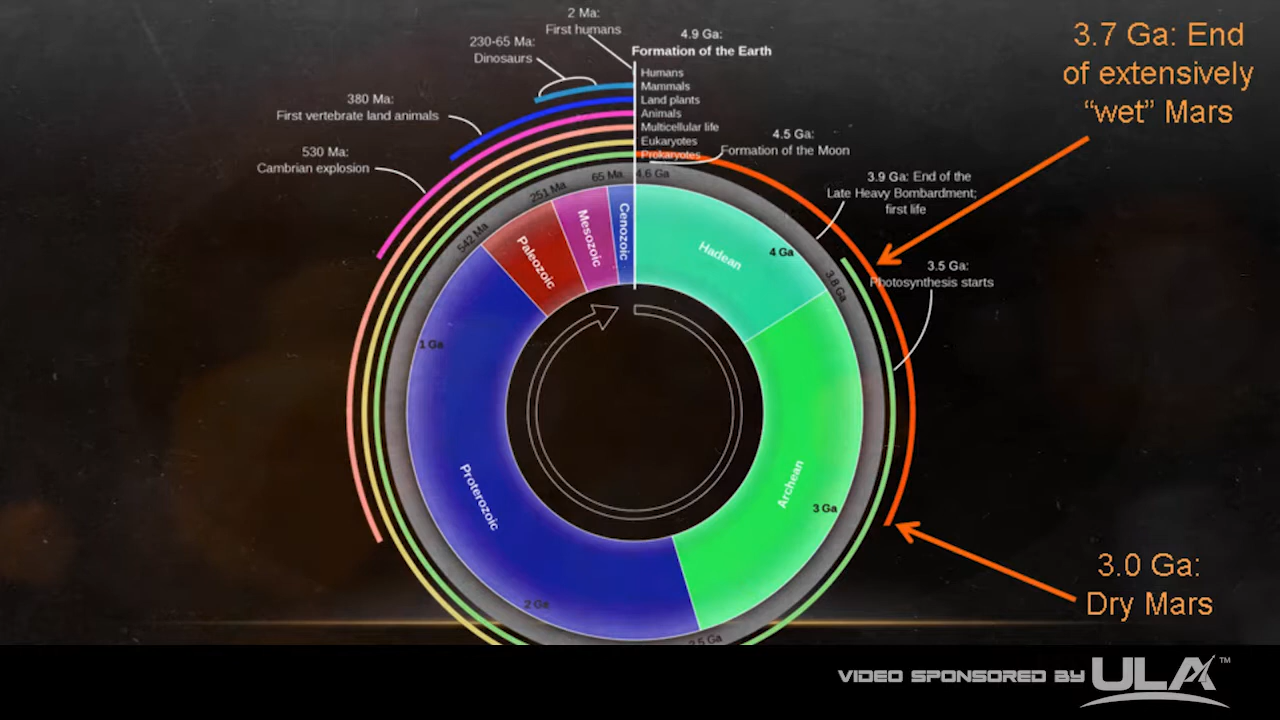 2 Ma:
First humans
4.9 Ga:
Formation of the Earth
230-65 Ma:
Dinosaurs
380 Ma:
First vertebrate land animals
530 Ma:
Cambrian explosion
Humans
Mammals
Land plants
Animals
Multicellular life
Eukaryotes
Prokaryotes
4.5 Ga:
Formation of the Moon
3.9 Ga: End of the
Late Heavy Bombardment;
first life
3.5 Ga:
Photosynthesis starts
3.7 Ga: End
of extensively
“wet” Mars
4.6 Ga
65 Ma
251 Ma
542 Ma
Cenozoic
Mesozoic
Paleozoic
Hadean
4 Ga
3.8 Ga
1 Ga
Proterozoic
Archean
3 Ga
2 Ga
2.5 Ga
3.0 Ga:
Dry Mars
VIDEO SPONSORED BY ULA™